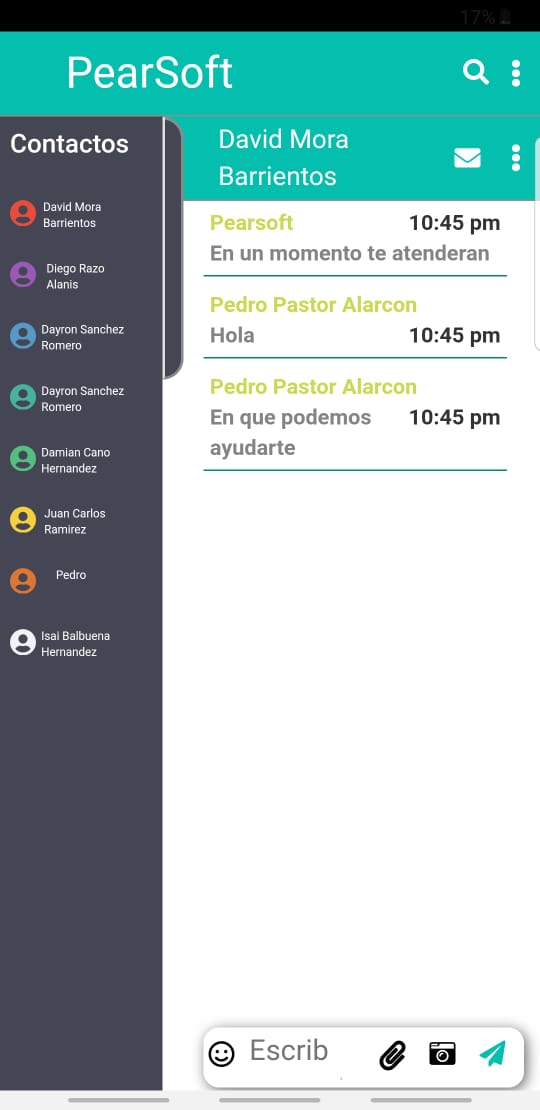 17%
PearSoft
Contactos
David Mora
Barrientos
Diego Razo
Alanis
Dayron Sanchez
Romero
Dayron Sanchez
Romero
Damian Cano
Hernandez
Juan Carlos
Ramirez
Pedro
Isai Balbuena
Hernandez
David Mora
Barrientos
Pearsoft 10:45 pm
En un momento te atenderan
Pedro Pastor Alarcon
Hola 10:45 pm
Pedro Pastor Alarcon
En que podemos 10:45 pm
ayudarte
Escrib